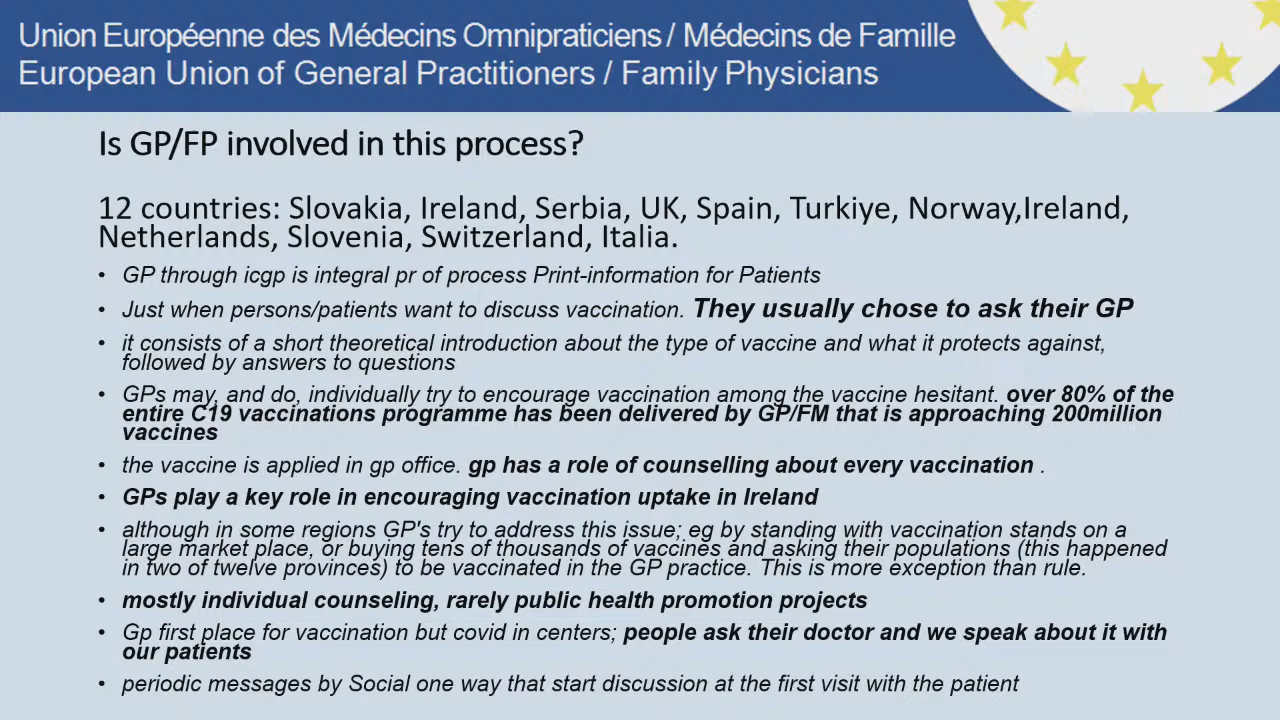 Union Européenne des Médecins Omnipraticiens / Médecins de Famille
European Union of General Practitioners / Family Physicians
Is GP/FP involved in this process?
12 countries: Slovakia, Ireland, Serbia, UK, Spain, Turkiye, Norway,Ireland,
Netherlands, Slovenia, Switzerland, Italia.
• GP through icgp is integral pr of process Print-information for Patients
• Just when persons/patients want to discuss vaccination. They usually chose to ask their GP
• it consists of a short theoretical introduction about the type of vaccine and what it protects against,
followed by answers to questions
• GPs may, and do, individually try to encourage vaccination among the vaccine hesitant. over 80% of the
entire C19 vaccinations programme has been delivered by GP/FM that is approaching 200million
vaccines
• the vaccine is applied in gp office. gp has a role of counselling about every vaccination .
• GPs play a key role in encouraging vaccination uptake in Ireland
• although in some regions GP's try to address this issue; eg by standing with vaccination stands on a
large market place, or buying tens of thousands of vaccines and asking their populations (this happened
in two of twelve provinces) to be vaccinated in the GP practice. This is more exception than rule.
• mostly individual counseling, rarely public health promotion projects
• Gp first place for vaccination but covid in centers; people ask their doctor and we speak about it with
our patients
• periodic messages by Social one way that start discussion at the first visit with the patient